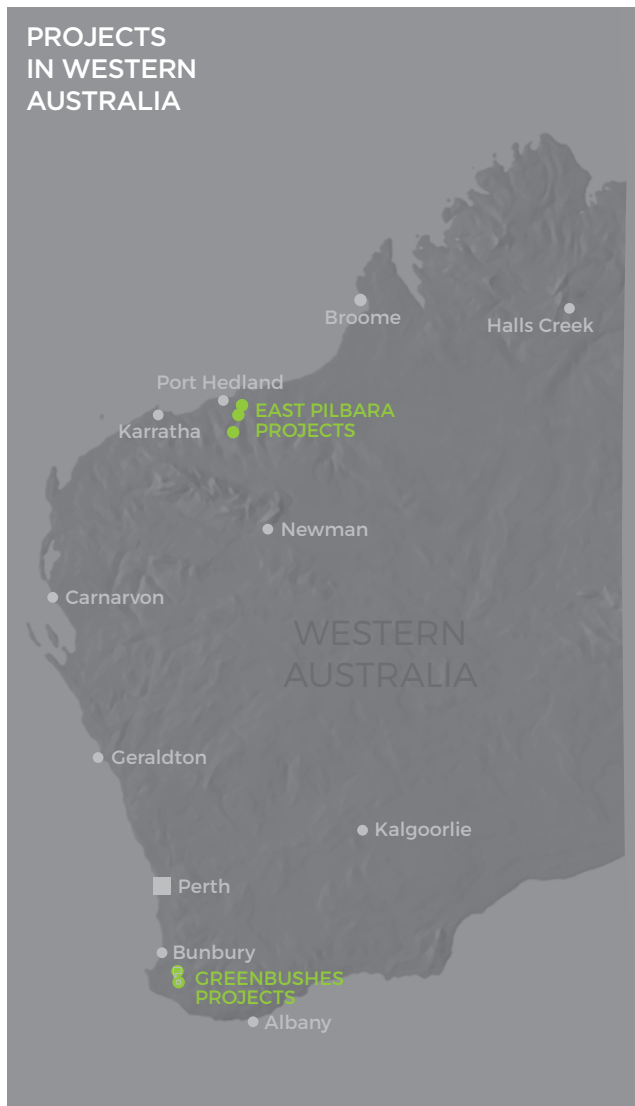 PROJECTS
IN WESTERN
AUSTRALIA
Broome
Halls Creek
Port Hedland
EAST PILBARA
PROJECTS
Karratha
Newman
Carnarvon
WESTERN
AUSTRALIA
Geraldton
Kalgoorlie
Perth
Bunbury
GREENBUSHES
PROJECTS
Albany